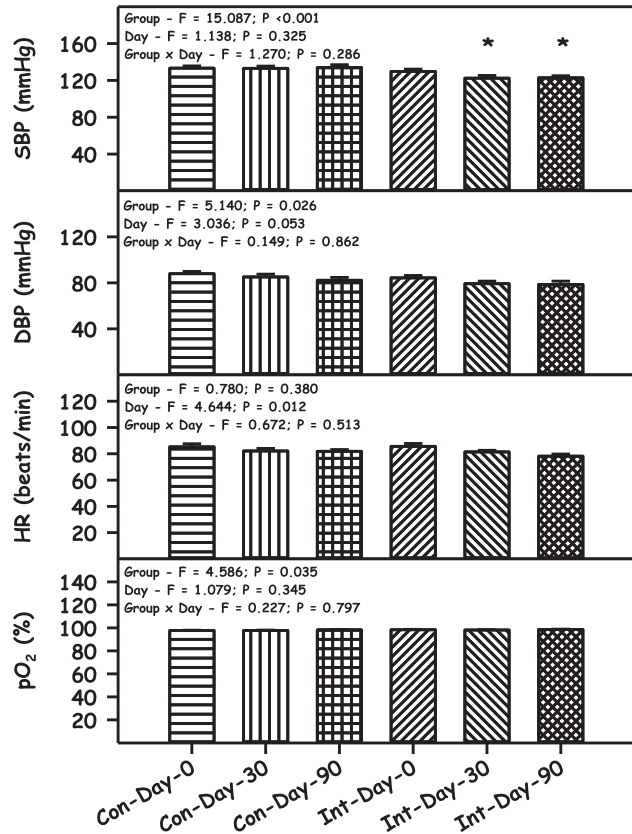 Group - F = 15.087; P <0.001
Day - F = 1.138; P = 0.325
Group x Day - F = 1.270; P = 0.286
* *
SBP (mmHg)
160
120
80
40
Group - F = 5.140; P = 0.026
Day - F = 3.036; P = 0.053
Group x Day - F = 0.149; P = 0.862
DBP (mmHg)
120
80
40
Group - F = 0.780; P = 0.380
Day - F = 4.644; P = 0.012
Group x Day - F = 0.672; P = 0.513
HR (beats/min)
120
100
80
60
40
20
Group - F = 4.586; P = 0.035
Day - F = 1.079; P = 0.345
Group x Day - F = 0.227; P = 0.797
pO₂ (%)
140
120
100
80
60
40
20
Con-Day-0
Con-Day-30
Con-Day-90
Int-Day-0
Int-Day-30
Int-Day-90